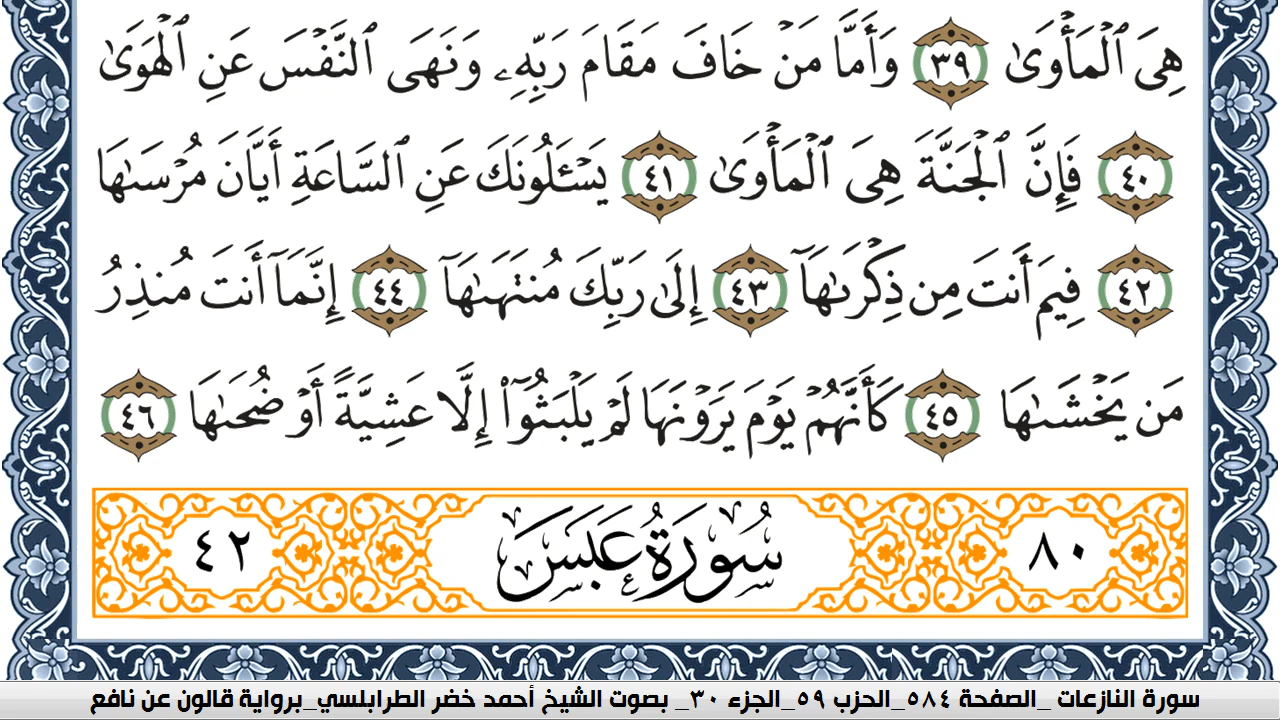 هِيَ ٱلْمَأْوَىٰ ٣٩ وَأَمَّا مَنْ خَافَ مَقَامَ رَبِّهِۦ وَنَهَى ٱلنَّفْسَ عَنِ ٱلْهَوَىٰ
٤٠ فَإِنَّ ٱلْجَنَّةَ هِيَ ٱلْمَأْوَىٰ ٤١ يَسْـَٔلُونَكَ عَنِ ٱلسَّاعَةِ أَيَّانَ مُرْسَىٰهَا
٤٢ فِيمَ أَنتَ مِن ذِكْرَىٰهَآ ٤٣ إِلَىٰ رَبِّكَ مُنتَهَىٰهَآ ٤٤ إِنَّمَآ أَنتَ مُنذِرُ
مَن يَخْشَىٰهَا ٤٥ كَأَنَّهُمْ يَوْمَ يَرَوْنَهَا لَمْ يَلْبَثُوٓا۟ إِلَّا عَشِيَّةً أَوْ ضُحَىٰهَا ٤٦
٨٠ سُورَةُ عَبَسَ ٤٢
سورة النازعات _الصفحة ٥٨٤_الحزب ٥٩_الجزء ٣٠_ بصوت الشيخ أحمد خضر الطرابلسي_برواية قالون عن نافع